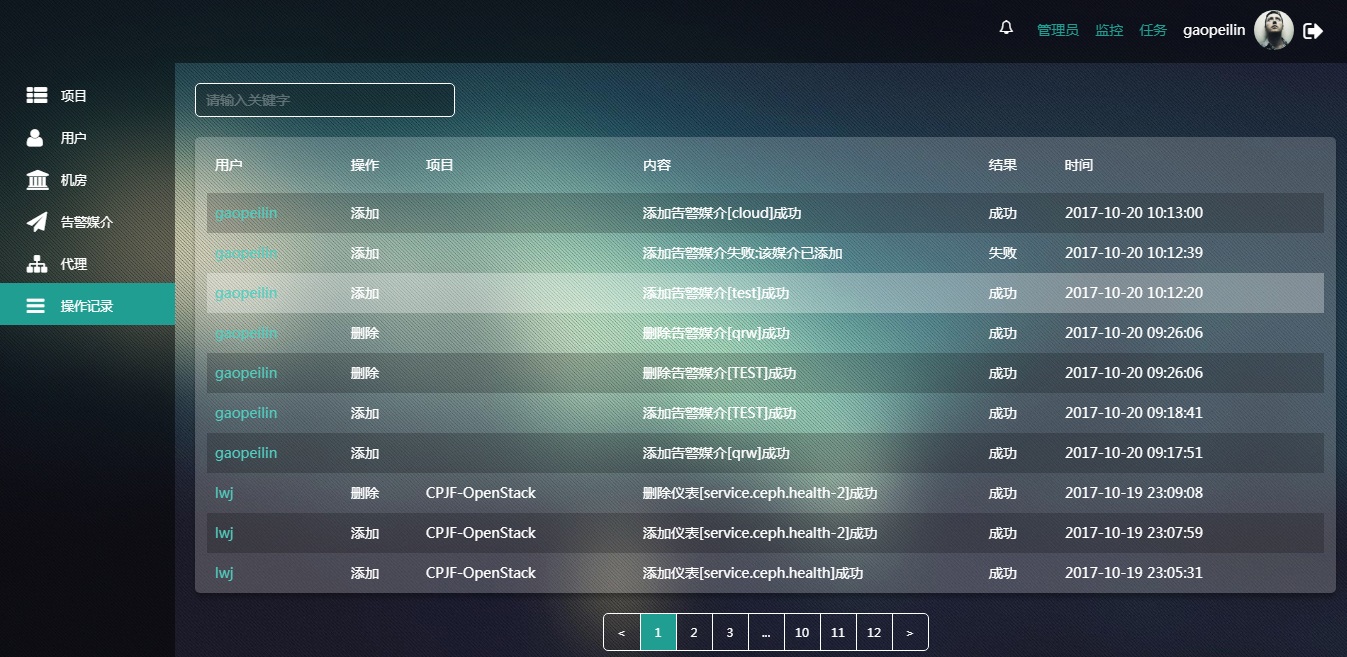 管理员 监控 任务 gaopeilin
项目
用户
机房
告警媒介
代理
操作记录
请输入关键字
用户 操作 项目 内容 结果 时间
gaopeilin 添加 添加告警媒介[cloud]成功 成功 2017-10-20 10:13:00
gaopeilin 添加 添加告警媒介失败:该媒介已添加 失败 2017-10-20 10:12:39
gaopeilin 添加 添加告警媒介[test]成功 成功 2017-10-20 10:12:20
gaopeilin 删除 删除告警媒介[qrw]成功 成功 2017-10-20 09:26:06
gaopeilin 删除 删除告警媒介[TEST]成功 成功 2017-10-20 09:26:06
gaopeilin 添加 添加告警媒介[TEST]成功 成功 2017-10-20 09:18:41
gaopeilin 添加 添加告警媒介[qrw]成功 成功 2017-10-20 09:17:51
lwj 删除 CPJF-OpenStack 删除仪表[service.ceph.health-2]成功 成功 2017-10-19 23:09:08
lwj 添加 CPJF-OpenStack 添加仪表[service.ceph.health-2]成功 成功 2017-10-19 23:07:59
lwj 添加 CPJF-OpenStack 添加仪表[service.ceph.health]成功 成功 2017-10-19 23:05:31
< 1 2 3 ... 10 11 12 >